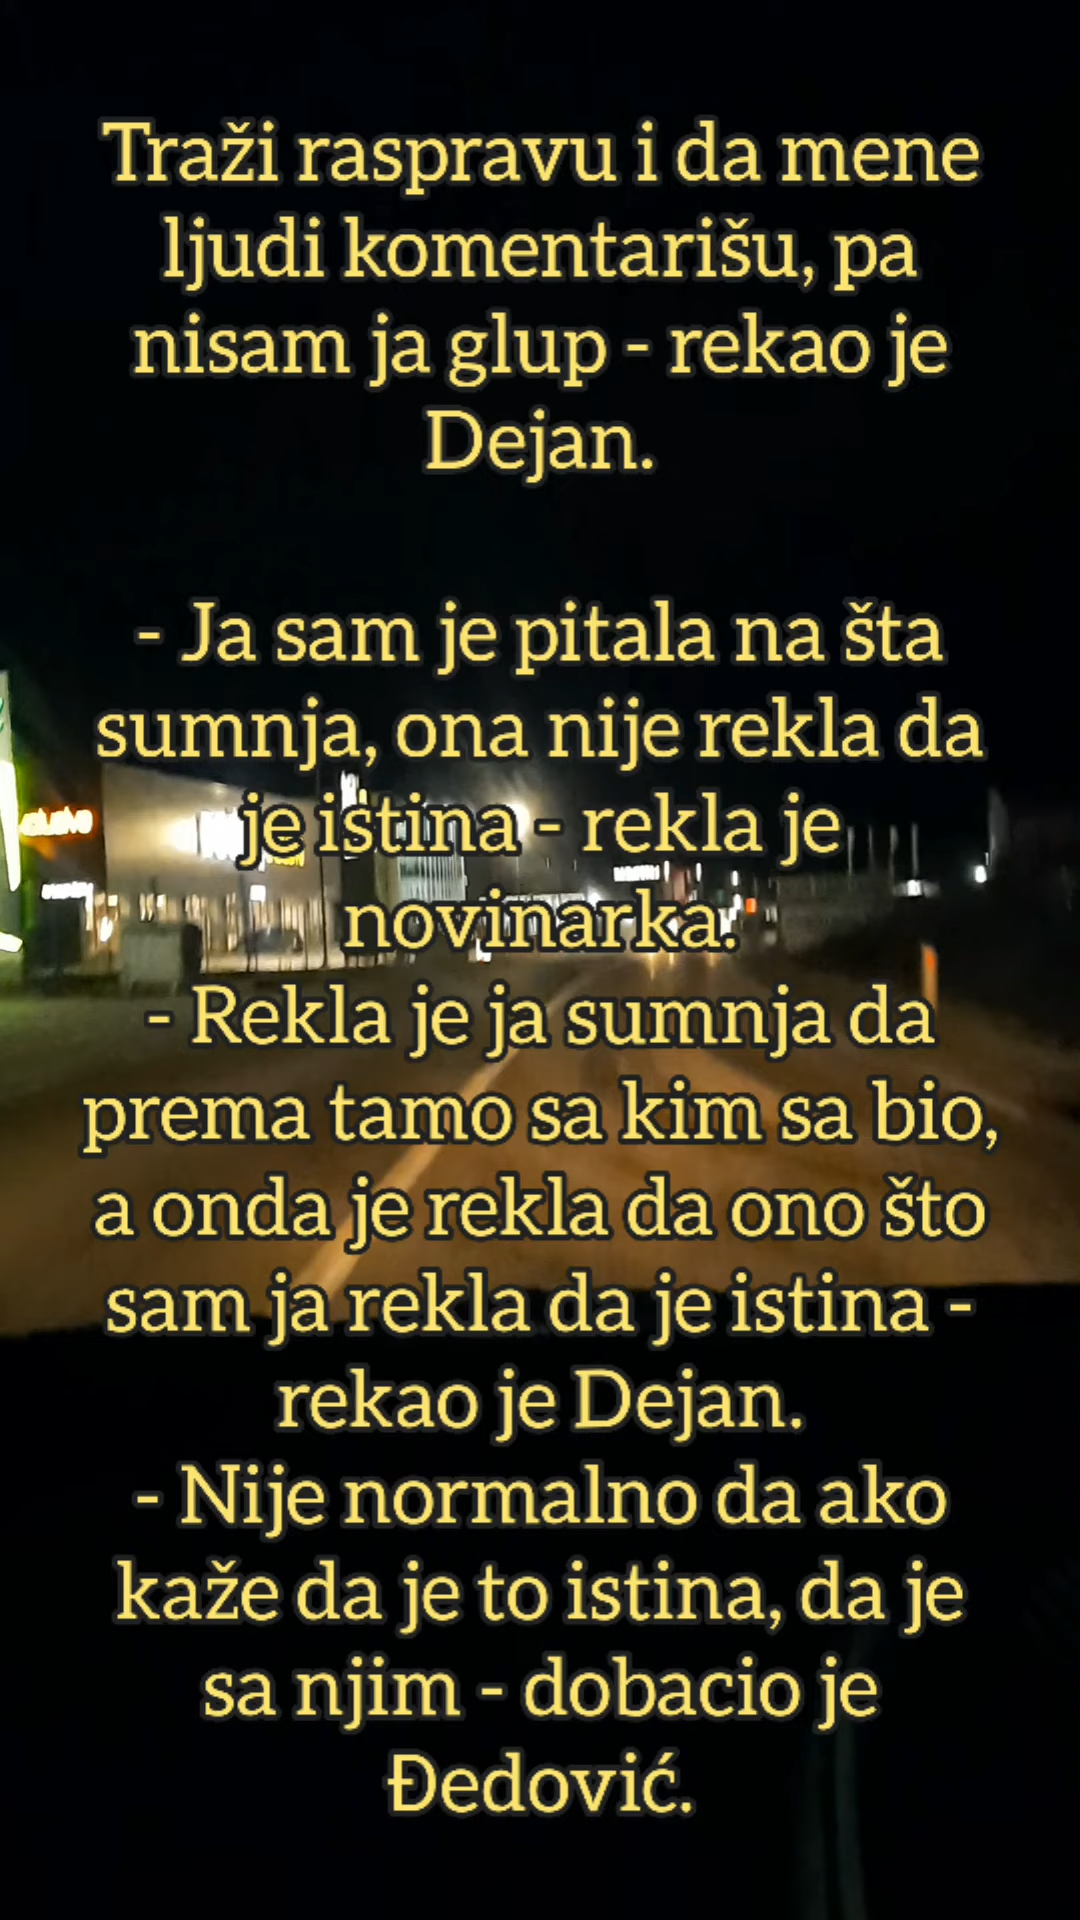 Traži raspravu i da mene
ljudi komentarišu, pa
nisam ja glup - rekao je
Dejan.
- Ja sam je pitala na šta
sumnja, ona nije rekla da
je istina - rekla je
novinarka.
- Rekla je ja sumnja da
prema tamo sa kim sa bio,
a onda je rekla da ono što
sam ja rekla da je istina -
rekao je Dejan.
- Nije normalno da ako
kaže da je to istina, da je
sa njim - dobacio je
Đedović.